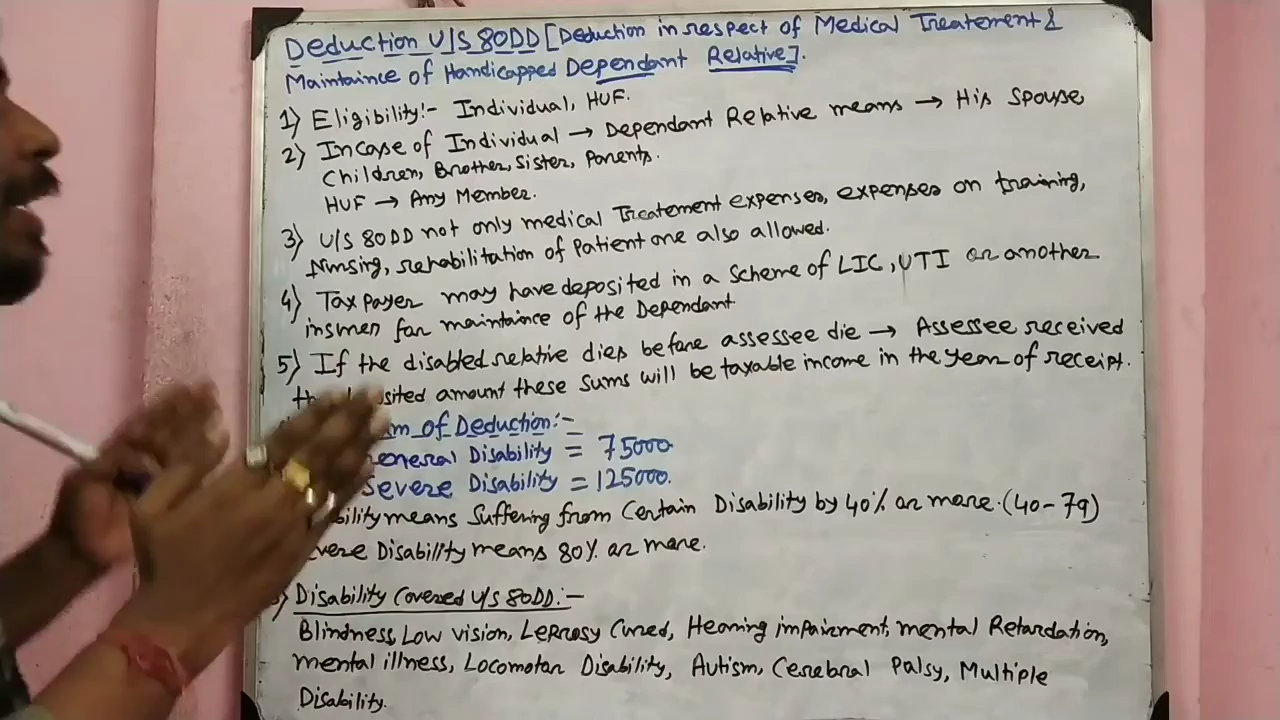 Deduction U/S 80DD [Deduction in respect of Medical Treatement &
Maintaince of Handicapped Dependant Relative].
1) Eligibility:- Individual, HUF.
2) Incase of Individual → Dependant Relative means → His Spouse,
Children, Brother, Sister, Parents.
HUF → Any Member.
3) U/S 80DD not only medical Treatement expenses, expenses on training,
Nursing, rehabilitation of Patient are also allowed.
4) Tax payer may have deposited in a Scheme of LIC, UTI or another
for maintaince of the Dependant
5) If the disabled relative dies before assessee die → Assessee received
amount these sums will be taxable income in the year of receipt.
of Deduction:-
Disability = 75000
Severe Disability = 125000.
means Suffering from Certain Disability by 40% or more. (40-79)
Disability means 80% or more.
Disability Covered U/S 80DD:-
Blindness, Low vision, Leprosy Cured, Hearing impairment, mental Retardation,
mental illness, Locomotor Disability, Autism, Cerebral Palsy, Multiple
Disability.